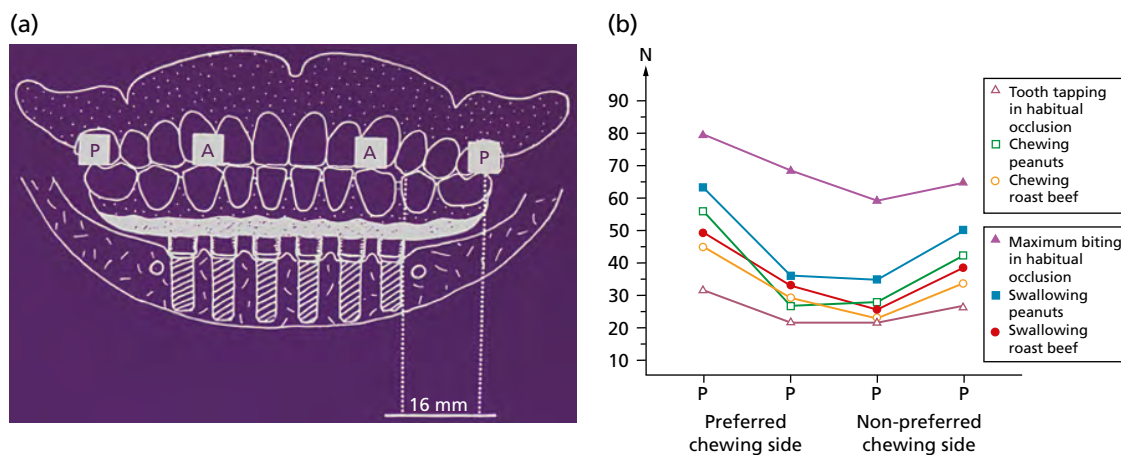 (a)
P
A
A
P
16 mm
(b)
N
90
80
70
60
50
40
30
20
10
P
P
P
P
Preferred
chewing side
Non-preferred
chewing side
Tooth tapping
in habitual
occlusion
Chewing
peanuts
Chewing
roast beef
Maximum biting
in habitual
occlusion
Swallowing
peanuts
Swallowing
roast beef